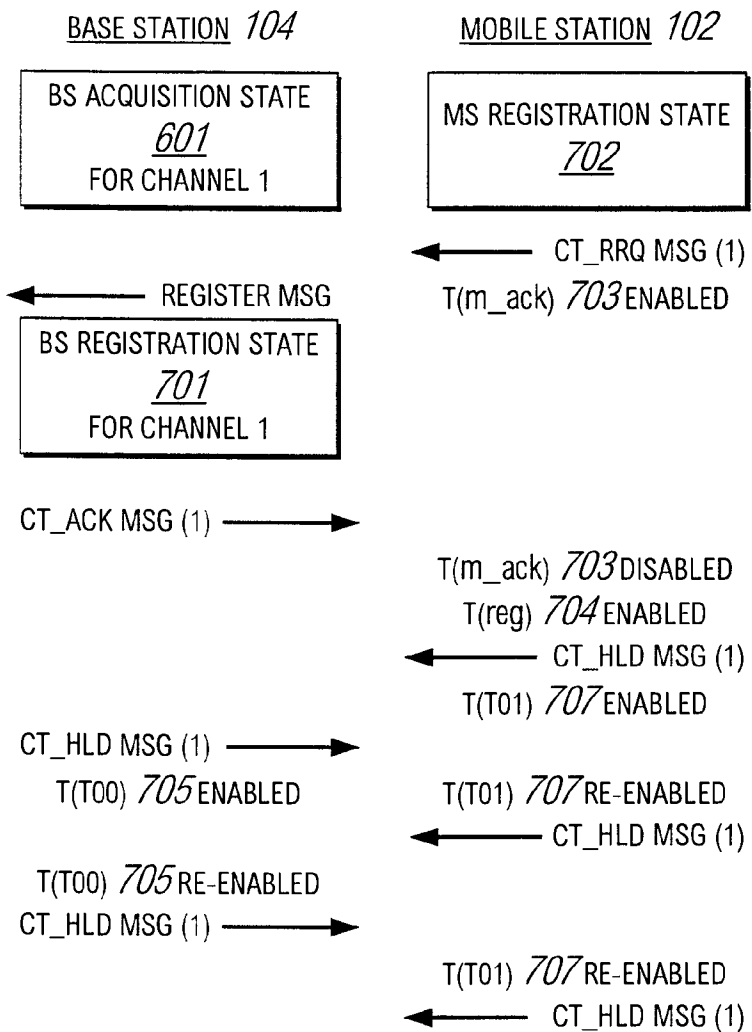 BASE STATION 104
MOBILE STATION 102
BS ACQUISITION STATE
601
FOR CHANNEL 1
MS REGISTRATION STATE
702
CT_RRQ MSG (1)
REGISTER MSG
T(m_ack) 703 ENABLED
BS REGISTRATION STATE
701
FOR CHANNEL 1
CT_ACK MSG (1)
T(m_ack) 703 DISABLED
T(reg) 704 ENABLED
CT_HLD MSG (1)
T(T01) 707 ENABLED
CT_HLD MSG (1)
T(T00) 705 ENABLED
T(T01) 707 RE-ENABLED
CT_HLD MSG (1)
T(T00) 705 RE-ENABLED
CT_HLD MSG (1)
T(T01) 707 RE-ENABLED
CT_HLD MSG (1)